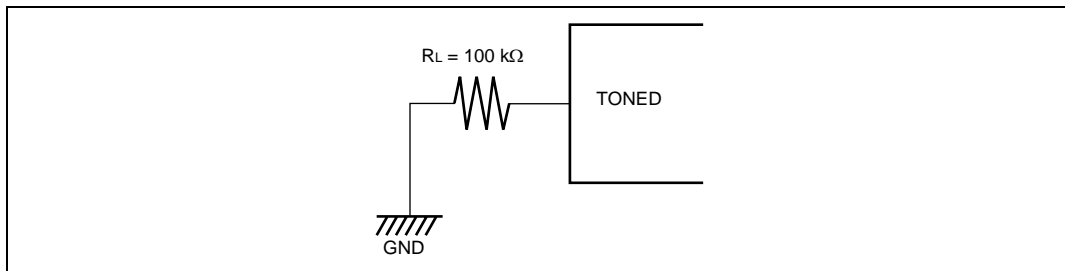 RL = 100 kΩ
TONED
GND